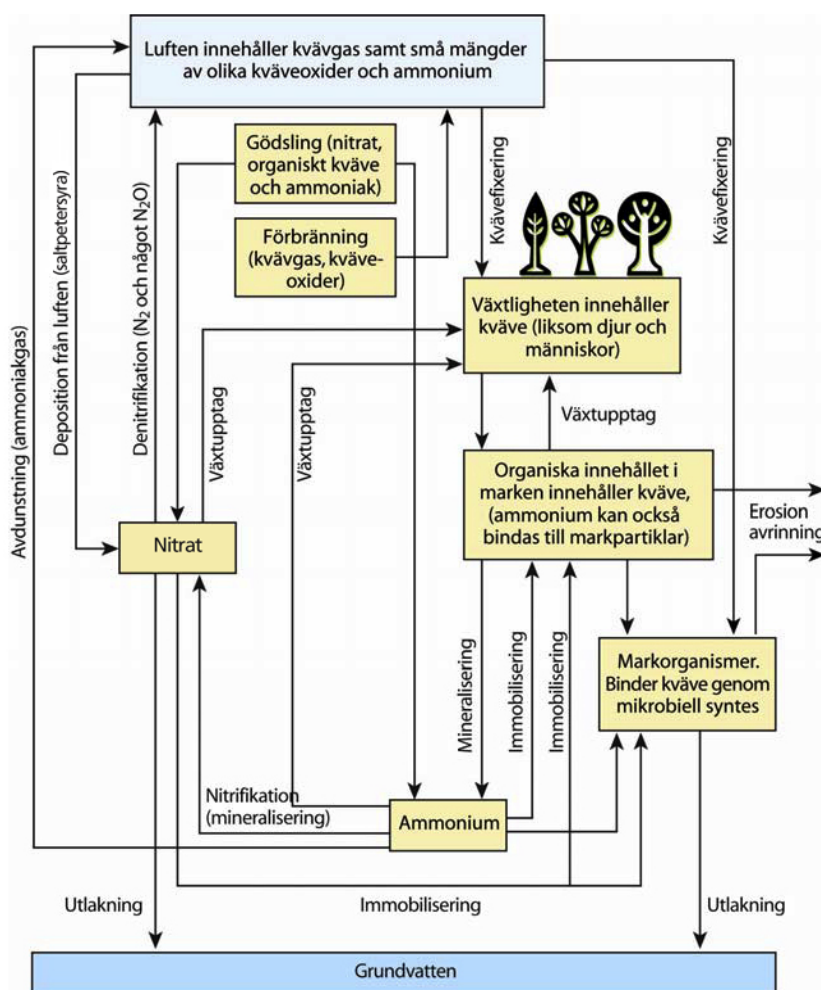 Luften innehåller kvävgas samt små mängder
av olika kväveoxider och ammonium
Gödsling (nitrat,
organiskt kväve
och ammoniak)
Förbränning
(kvävgas, kväve-
oxider)
Kvävefixering
Kvävefixering
Växtligheten innehåller
kväve (liksom djur och
människor)
Avdunstning (ammoniakgas)
Deposition från luften (saltpetersyra)
Denitrifikation (N₂ och något N₂O)
Växtupptag
Växtupptag
Växtupptag
Organiska innehållet i
marken innehåller kväve,
(ammonium kan också
bindas till markpartiklar)
Erosion
avrinning
Nitrat
Mineralisering
Immobilisering
Immobilisering
Markorganismer.
Binder kväve genom
mikrobiell syntes
Nitrifikation
(mineralisering)
Ammonium
Utlakning
Immobilisering
Utlakning
Grundvatten